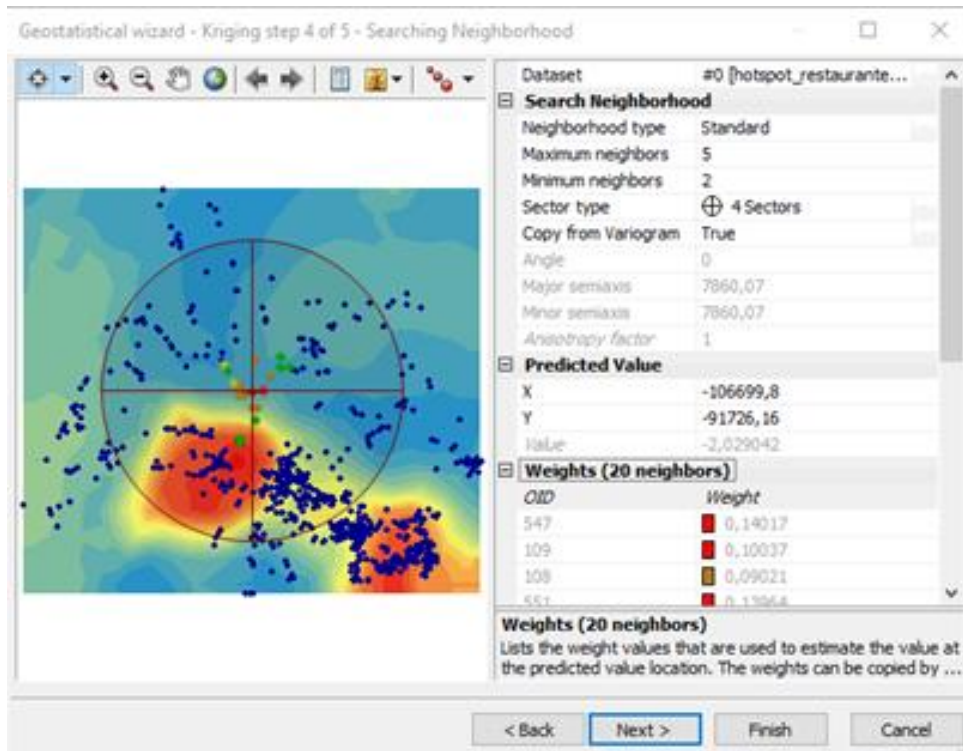 Geostatistical wizard - Kriging step 4 of 5 - Searching Neighborhood
Dataset #0 [hotspot_restaurante...
Search Neighborhood
Neighborhood type Standard
Maximum neighbors 5
Minimum neighbors 2
Sector type 4 Sectors
Copy from Variogram True
Angle 0
Major semiaxis 7860,07
Minor semiaxis 7860,07
Anisotropy factor 1
Predicted Value
X -106699,8
Y -91726,16
Value -2,029042
Weights (20 neighbors)
OID Weight
547 0,14017
109 0,10037
108 0,09021
551 0,13964
Weights (20 neighbors)
Lists the weight values that are used to estimate the value at
the predicted value location. The weights can be copied by ...
< Back Next > Finish Cancel